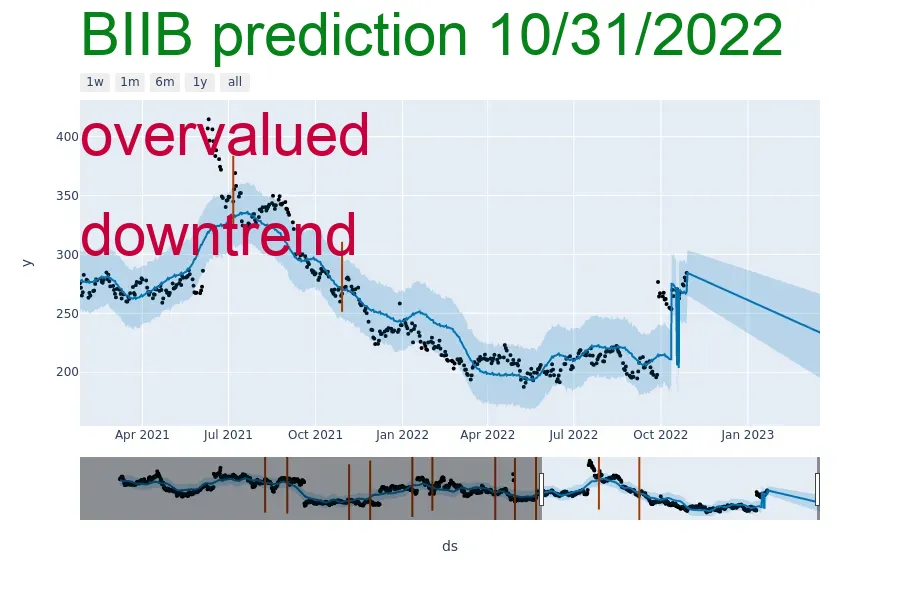 BIIB prediction 10/31/2022
1w 1m 6m 1y all
400
overvalued
350
downtrend
300
y
250
200
Apr 2021 Jul 2021 Oct 2021 Jan 2022 Apr 2022 Jul 2022 Oct 2022 Jan 2023
ds